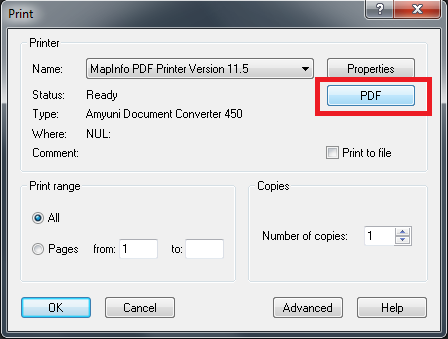 Print
Printer
Name: MapInfo PDF Printer Version 11.5 Properties
Status: Ready PDF
Type: Amyuni Document Converter 450
Where: NUL:
Comment: Print to file
Print range
All
Pages from: 1 to:
Copies
Number of copies: 1
OK Cancel Advanced Help